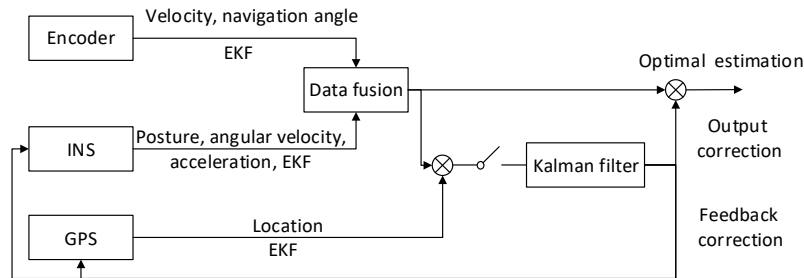 Velocity, navigation angle
Encoder
EKF
Data fusion
Optimal estimation
INS
Posture, angular velocity,
acceleration, EKF
Output
correction
Kalman filter
GPS
Location
EKF
Feedback
correction